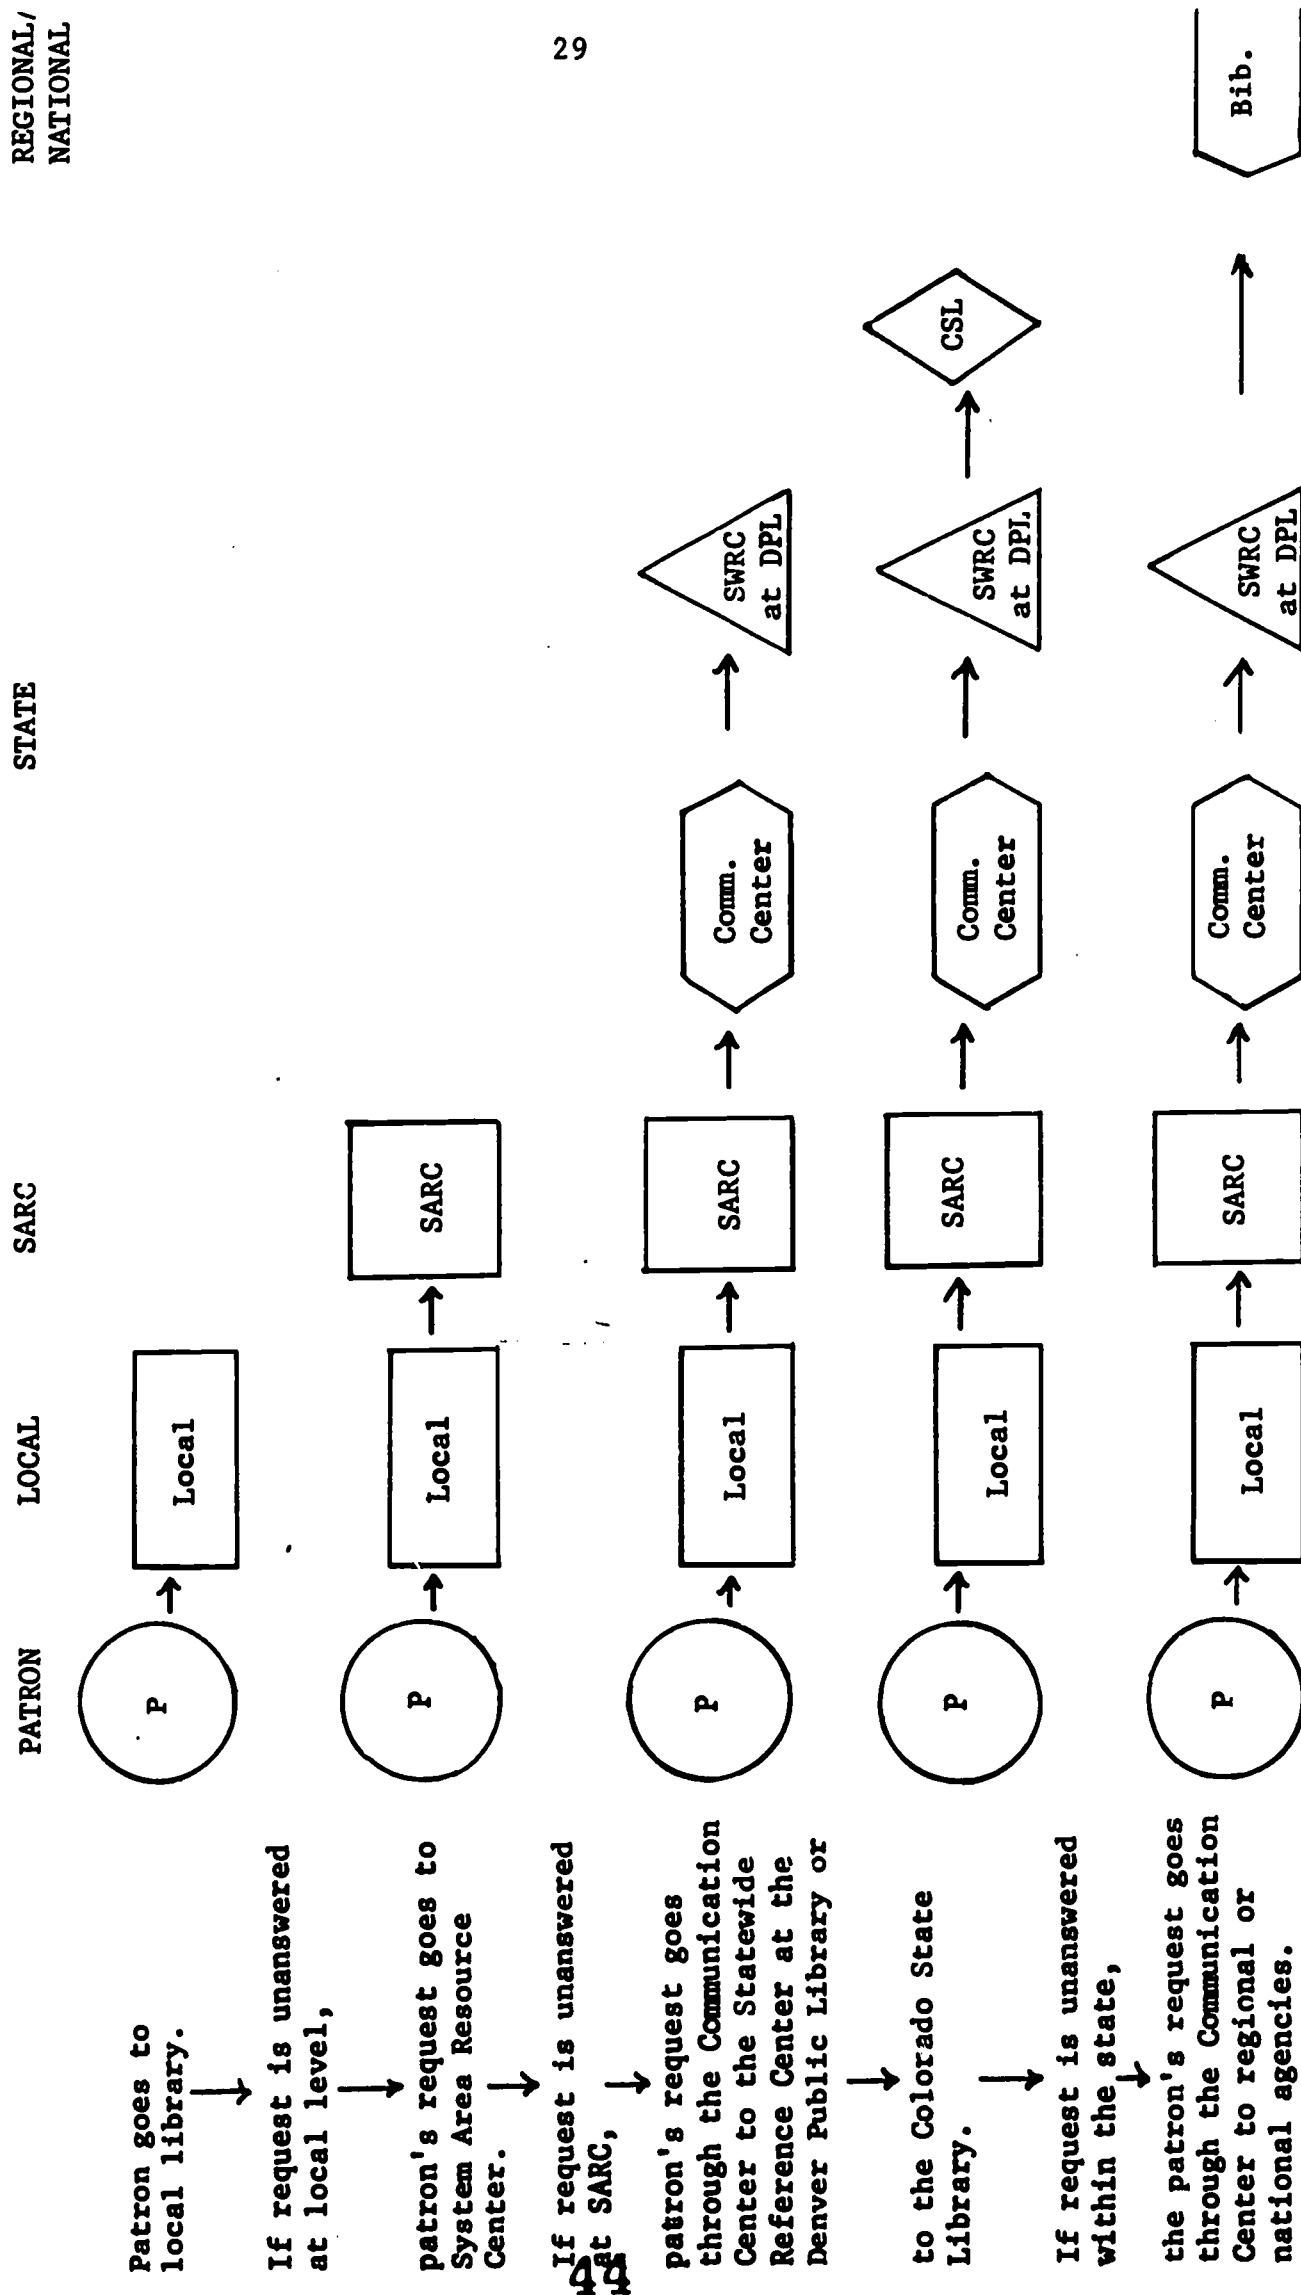 PATRON
LOCAL
SARC
STATE
REGIONAL/
NATIONAL
Patron goes to
local library.
P
Local
If request is unanswered
at local level,
patron's request goes to
System Area Resource
Center.
P
Local
SARC
If request is unanswered
at SARC,
patron's request goes
through the Communication
Center to the Statewide
Reference Center at the
Denver Public Library or
P
Local
SARC
Comm.
Center
SWRC
at DPL
to the Colorado State
Library.
P
Local
SARC
Comm.
Center
SWRC
at DPL
CSL
If request is unanswered
within the state,
the patron's request goes
through the Communication
Center to regional or
national agencies.
P
Local
SARC
Comm.
Center
SWRC
at DPL
Bib.
29
44